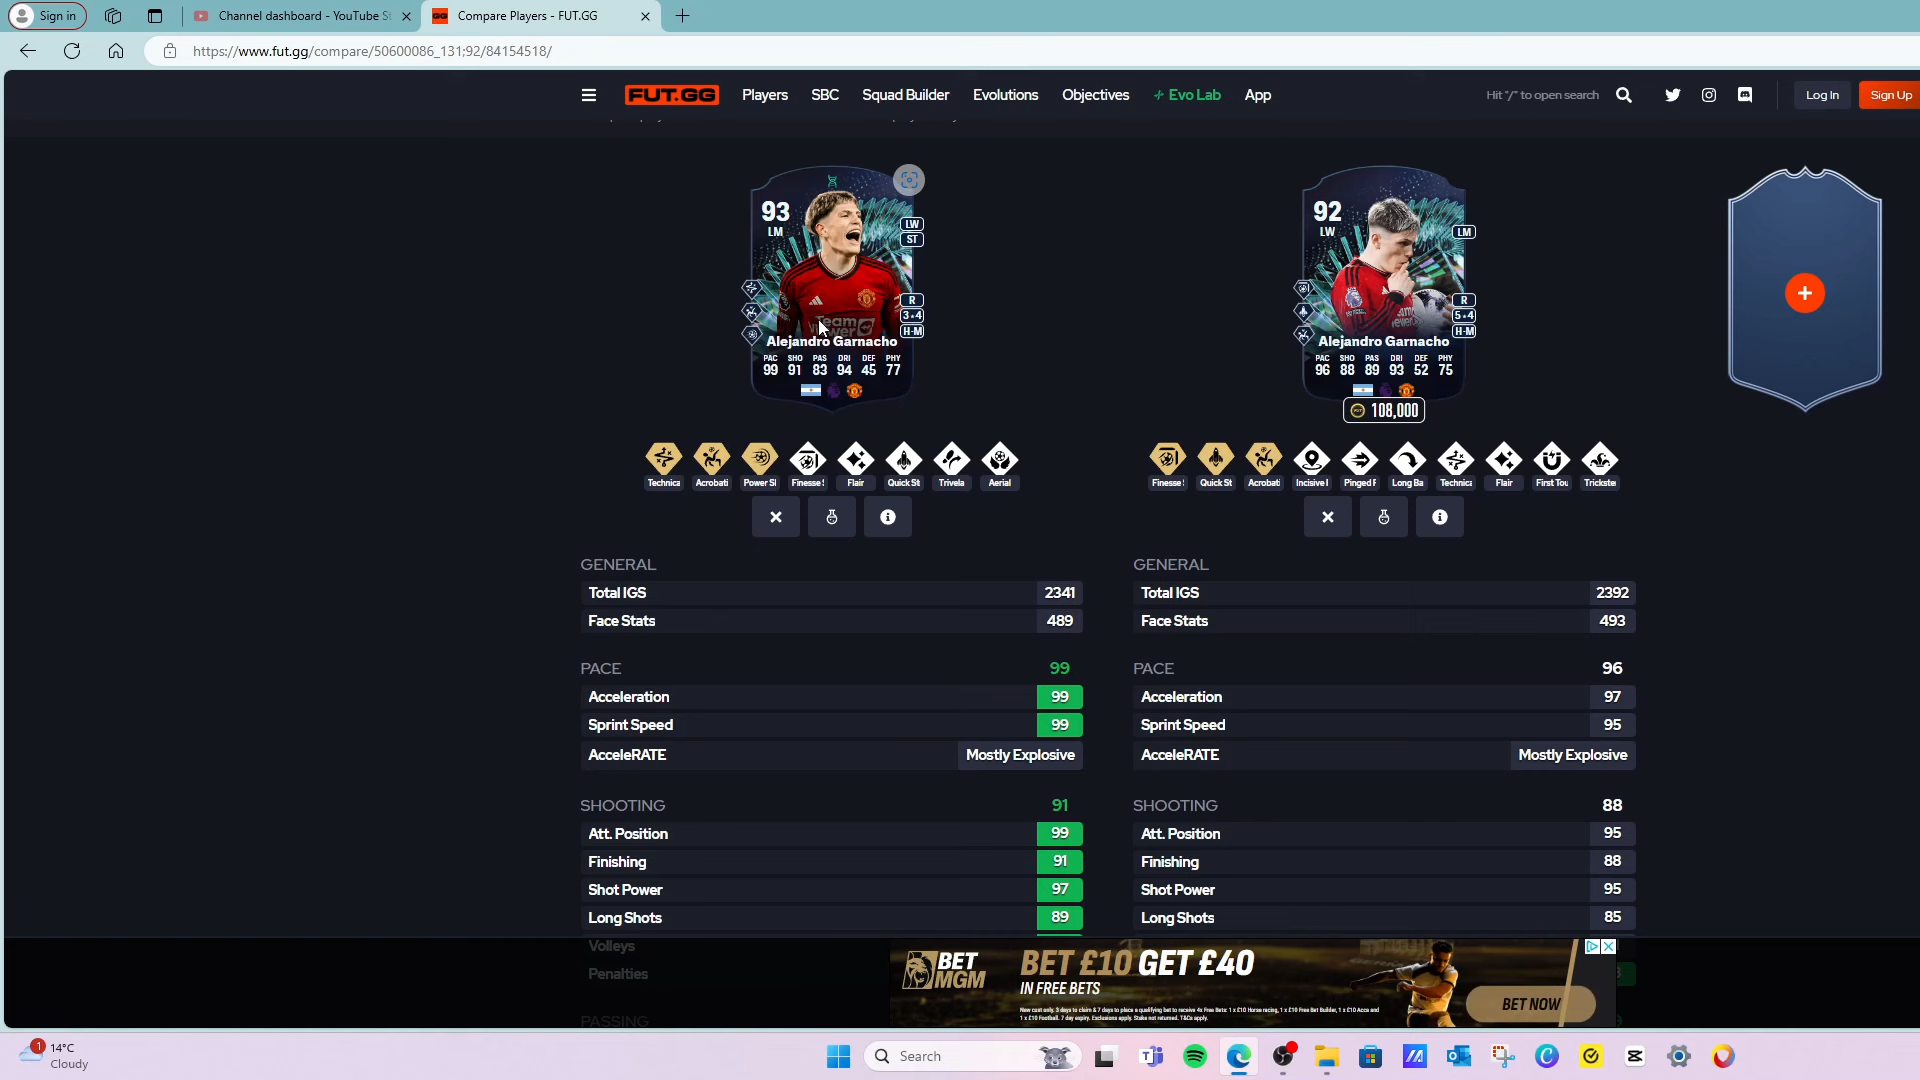 Sign in
Channel dashboard - YouTube St
Compare Players - FUT.GG
https://www.fut.gg/compare/50600086_131;92/84154518/
FUT.GG Players SBC Squad Builder Evolutions Objectives Evo Lab App
Hit "/" to open search
Log In Sign Up
93
LM
LW
ST
R
3★4
H·M
Alejandro Garnacho
PAC SHO PAS DRI DEF PHY
99 91 83 94 45 77
92
LW
LM
R
5★4
H·M
Alejandro Garnacho
PAC SHO PAS DRI DEF PHY
96 88 89 93 52 75
108,000
Technica Acrobati Power Sl Finesse S Flair Quick St Trivela Aerial
Finesse S Quick St Acrobati Incisive I Pinged P Long Ba Technica Flair First Tou Trickste
GENERAL
Total IGS 2341
Face Stats 489
PACE 99
Acceleration 99
Sprint Speed 99
AcceleRATE Mostly Explosive
SHOOTING 91
Att. Position 99
Finishing 91
Shot Power 97
Long Shots 89
Volleys
Penalties
PASSING
GENERAL
Total IGS 2392
Face Stats 493
PACE 96
Acceleration 97
Sprint Speed 95
AcceleRATE Mostly Explosive
SHOOTING 88
Att. Position 95
Finishing 88
Shot Power 95
Long Shots 85
BET
MGM
BET £10 GET £40
IN FREE BETS
BET NOW
1
14°C
Cloudy
Search